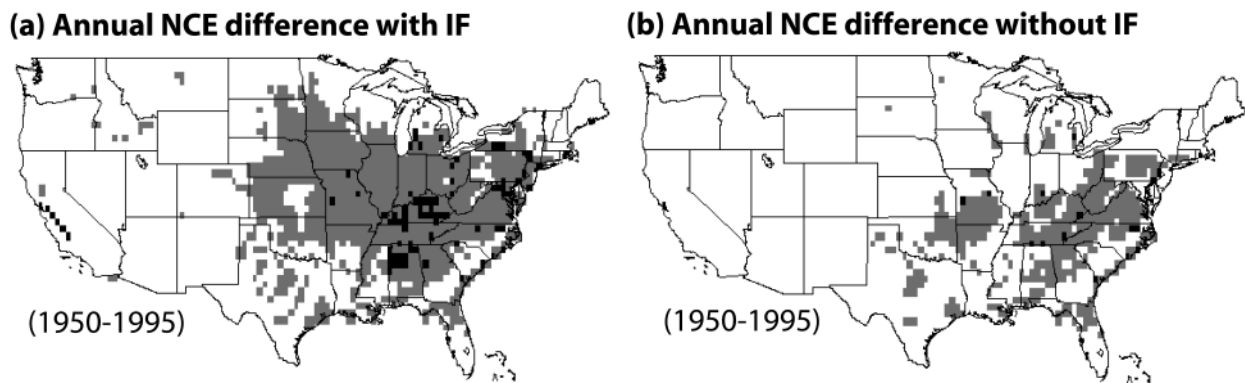 (a) Annual NCE difference with IF
(b) Annual NCE difference without IF
(1950-1995)
(1950-1995)